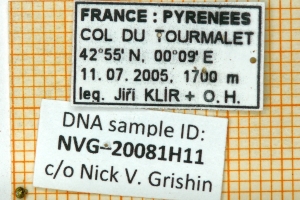 FRANCE : PYRENEES
COL DU TOURMALET
42°55' N, 00°09' E
11. 07. 2005, 1700 m
leg. Jiří KLÍR + O. H.
DNA sample ID:
NVG-20081H11
c/o Nick V. Grishin